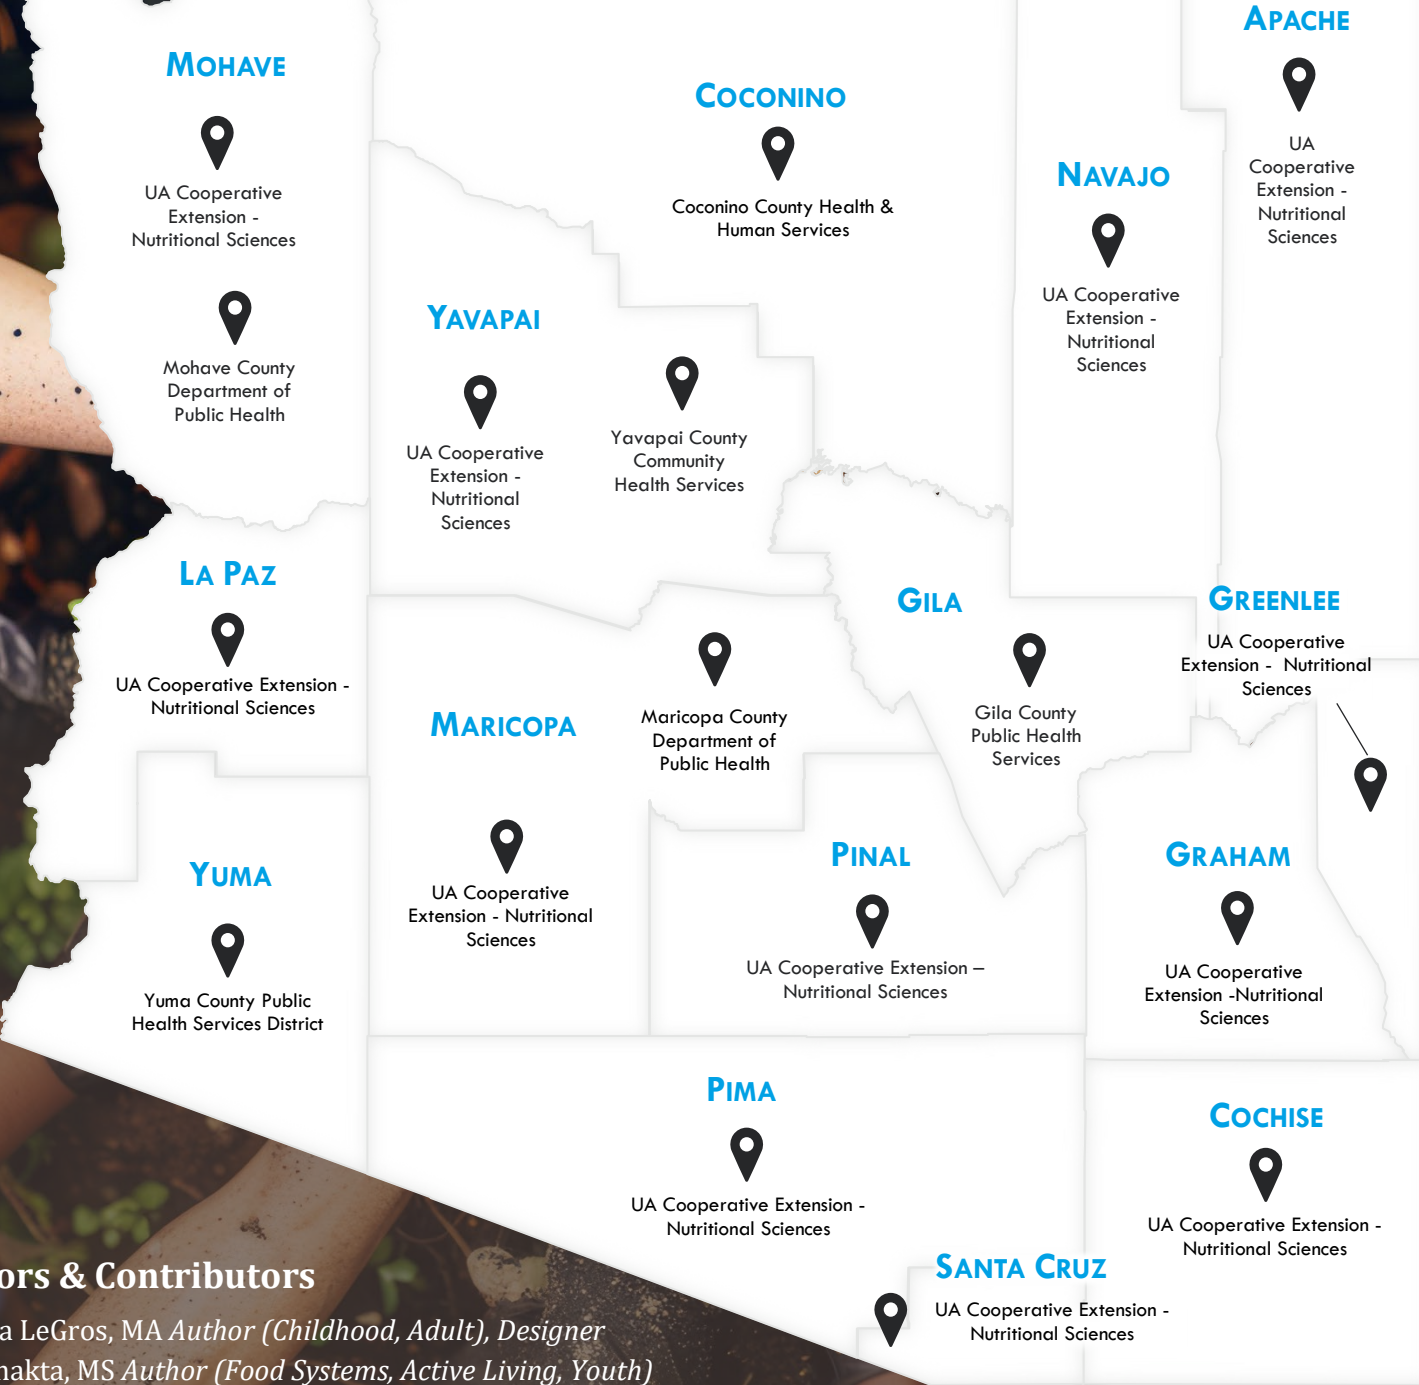 APACHE
UA
Cooperative
Extension -
Nutritional
Sciences
MOHAVE
UA Cooperative
Extension -
Nutritional Sciences
Mohave County
Department of
Public Health
COCONINO
Coconino County Health &
Human Services
NAVAJO
UA Cooperative
Extension -
Nutritional
Sciences
YAVAPAI
UA Cooperative
Extension -
Nutritional
Sciences
Yavapai County
Community
Health Services
LA PAZ
UA Cooperative Extension -
Nutritional Sciences
GILA
Gila County
Public Health
Services
GREENLEE
UA Cooperative
Extension -  Nutritional
Sciences
MARICOPA
Maricopa County
Department of
Public Health
UA Cooperative
Extension - Nutritional
Sciences
YUMA
Yuma County Public
Health Services District
PINAL
UA Cooperative Extension –
Nutritional Sciences
GRAHAM
UA Cooperative
Extension -Nutritional
Sciences
PIMA
UA Cooperative Extension -
Nutritional Sciences
COCHISE
UA Cooperative Extension -
Nutritional Sciences
SANTA CRUZ
UA Cooperative Extension -
Nutritional Sciences
ors & Contributors
a LeGros, MA Author (Childhood, Adult), Designer
hakta, MS Author (Food Systems, Active Living, Youth)